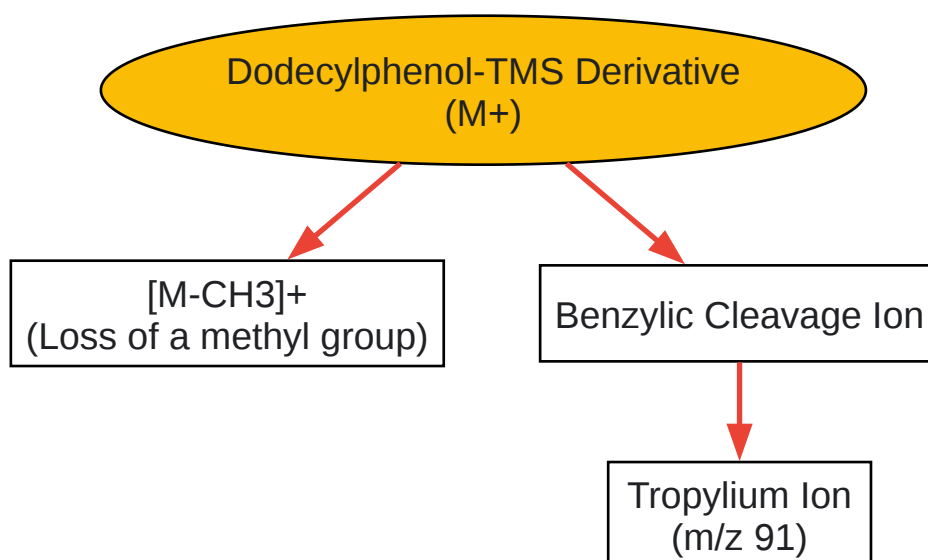 Dodecylphenol-TMS Derivative
(M+)
[M-CH3]+
(Loss of a methyl group)
Benzylic Cleavage Ion
Tropylium Ion
(m/z 91)